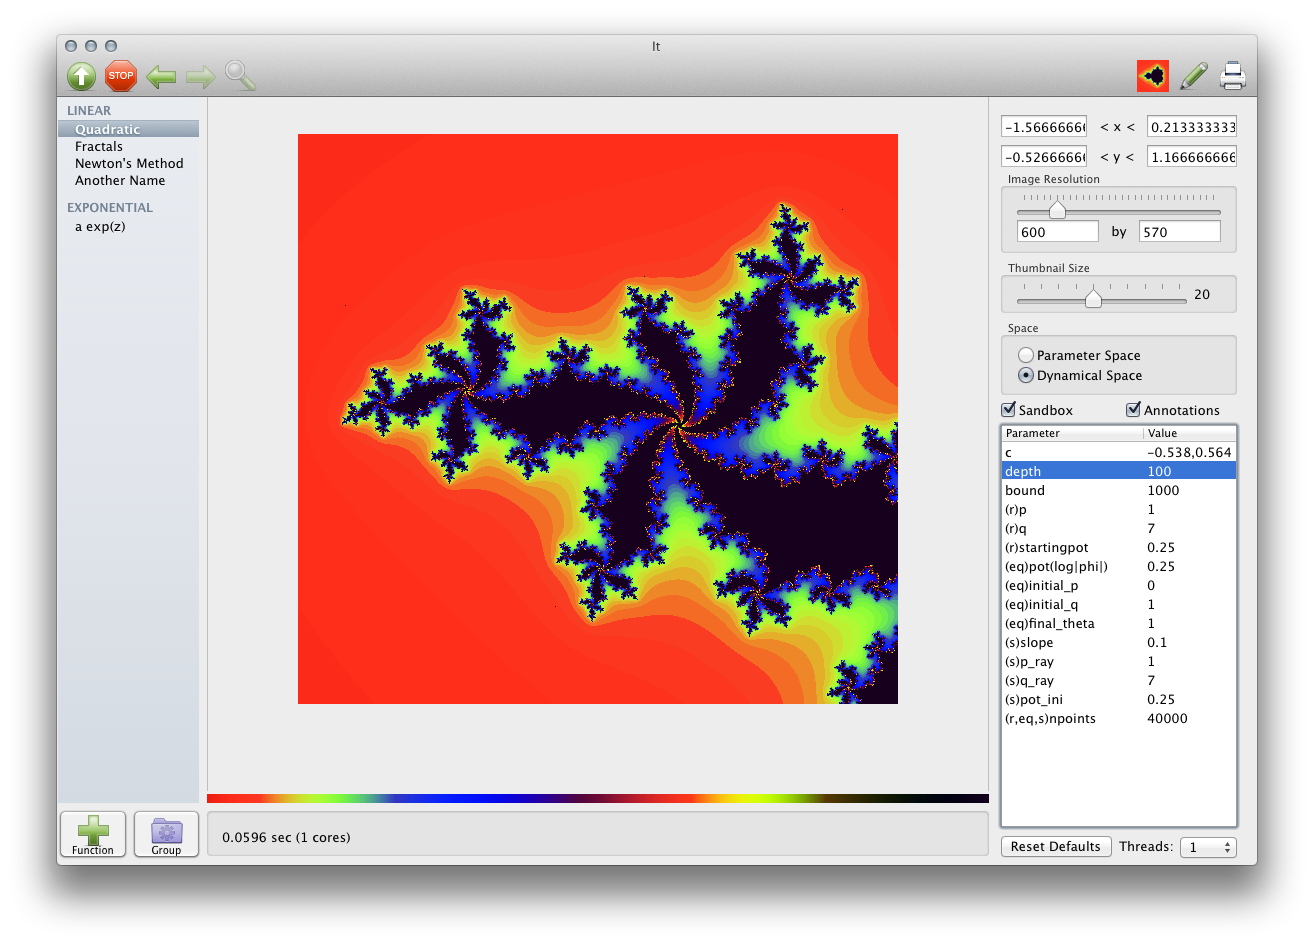 It
STOP
LINEAR
Quadratic
Fractals
Newton's Method
Another Name
EXPONENTIAL
a exp(z)
Function
Group
0.0596 sec (1 cores)
-1.5666666 < x < 0.213333333
-0.5266666 < y < 1.166666666
Image Resolution
600 by 570
Thumbnail Size
20
Space
Parameter Space
Dynamical Space
Sandbox Annotations
Parameter Value
c -0.538,0.564
depth 100
bound 1000
(r)p 1
(r)q 7
(r)startingpot 0.25
(eq)pot(log|phi|) 0.25
(eq)initial_p 0
(eq)initial_q 1
(eq)final_theta 1
(s)slope 0.1
(s)p_ray 1
(s)q_ray 7
(s)pot_ini 0.25
(r,eq,s)npoints 40000
Reset Defaults Threads: 1